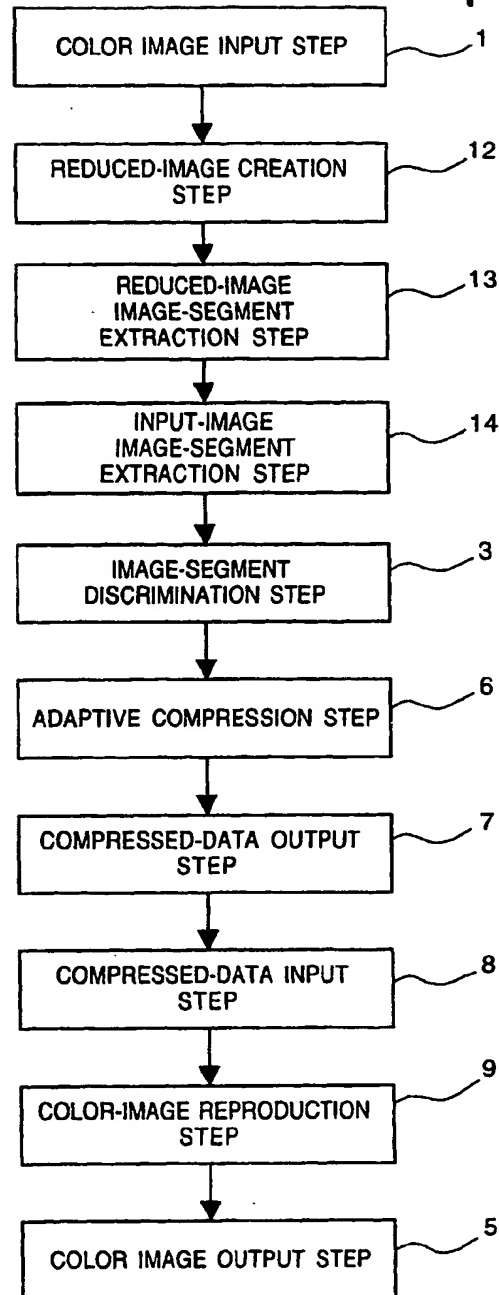 COLOR IMAGE INPUT STEP
1
REDUCED-IMAGE CREATION
STEP
12
REDUCED-IMAGE
IMAGE-SEGMENT
EXTRACTION STEP
13
INPUT-IMAGE
IMAGE-SEGMENT
EXTRACTION STEP
14
IMAGE-SEGMENT
DISCRIMINATION STEP
3
ADAPTIVE COMPRESSION STEP
6
COMPRESSED-DATA OUTPUT
STEP
7
COMPRESSED-DATA INPUT
STEP
8
COLOR-IMAGE REPRODUCTION
STEP
9
COLOR IMAGE OUTPUT STEP
5